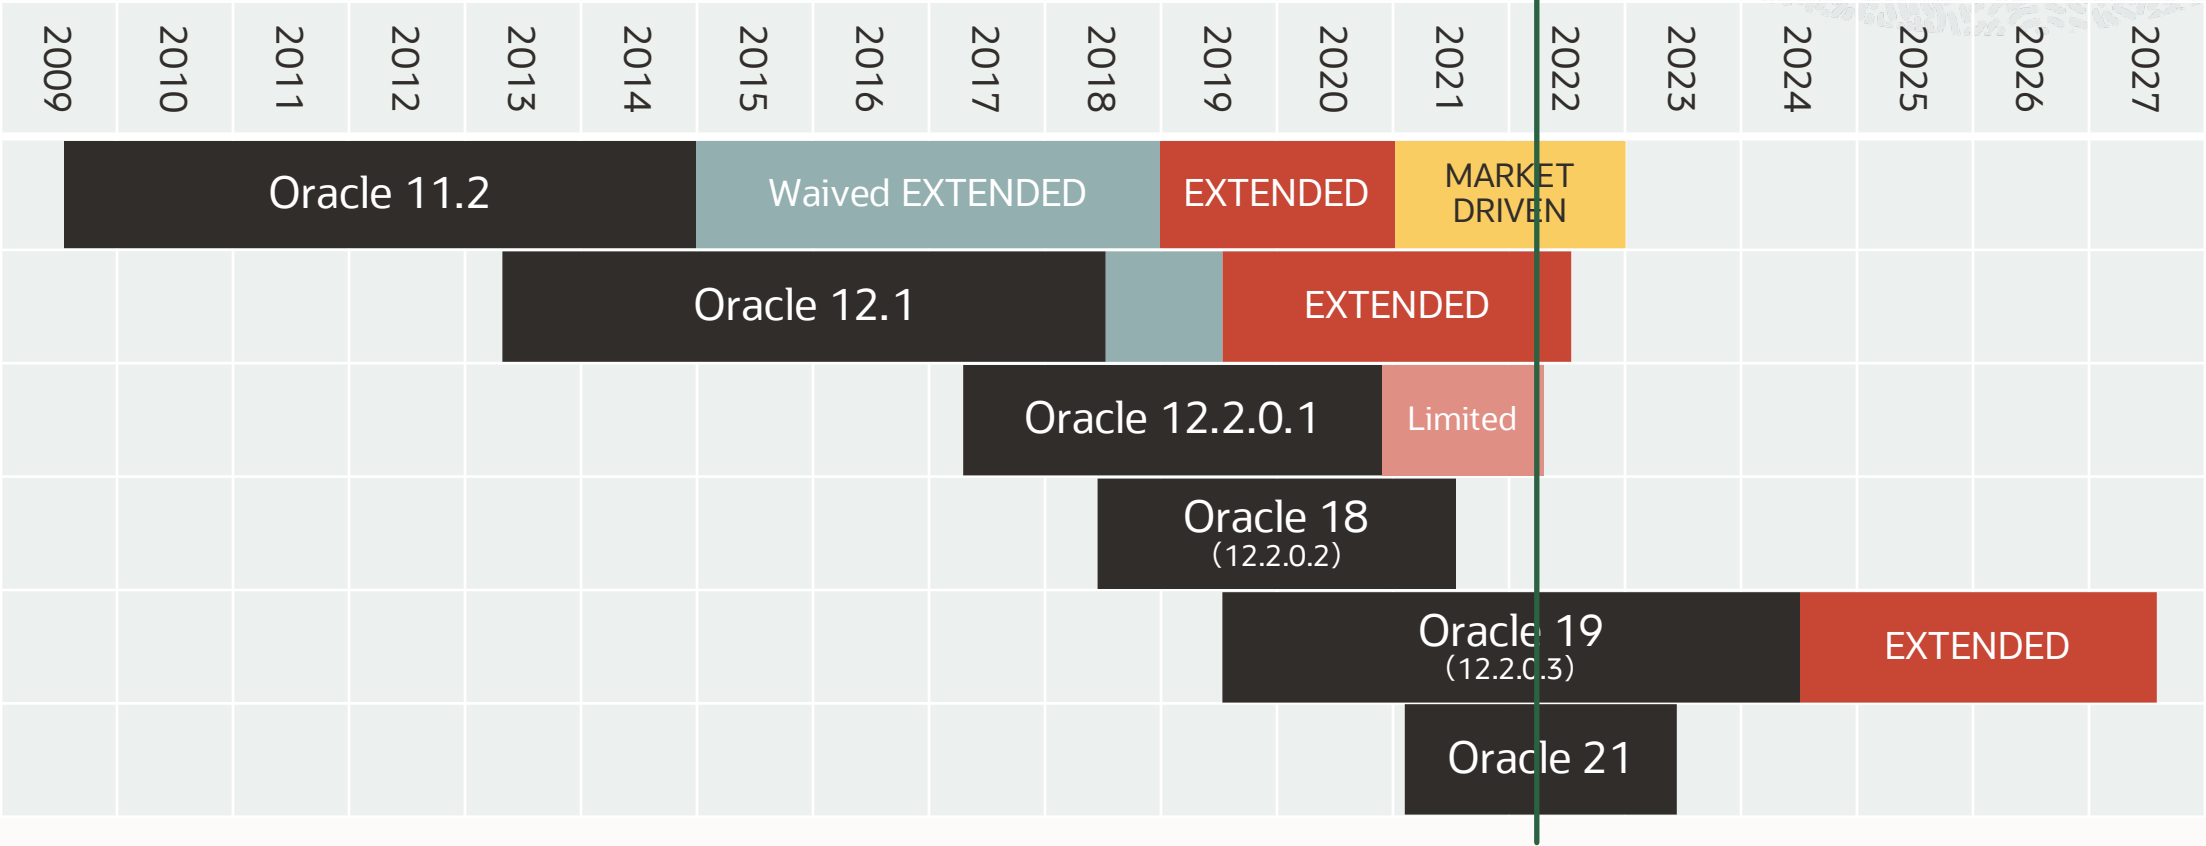 2009
2010
2011
2012
2013
2014
2015
2016
2017
2018
2019
2020
2021
2022
2023
2024
2025
2026
2027
Oracle 11.2
Waived EXTENDED
EXTENDED
MARKET
DRIVEN
Oracle 12.1
EXTENDED
Oracle 12.2.0.1
Limited
Oracle 18
(12.2.0.2)
Oracle 19
(12.2.0.3)
EXTENDED
Oracle 21